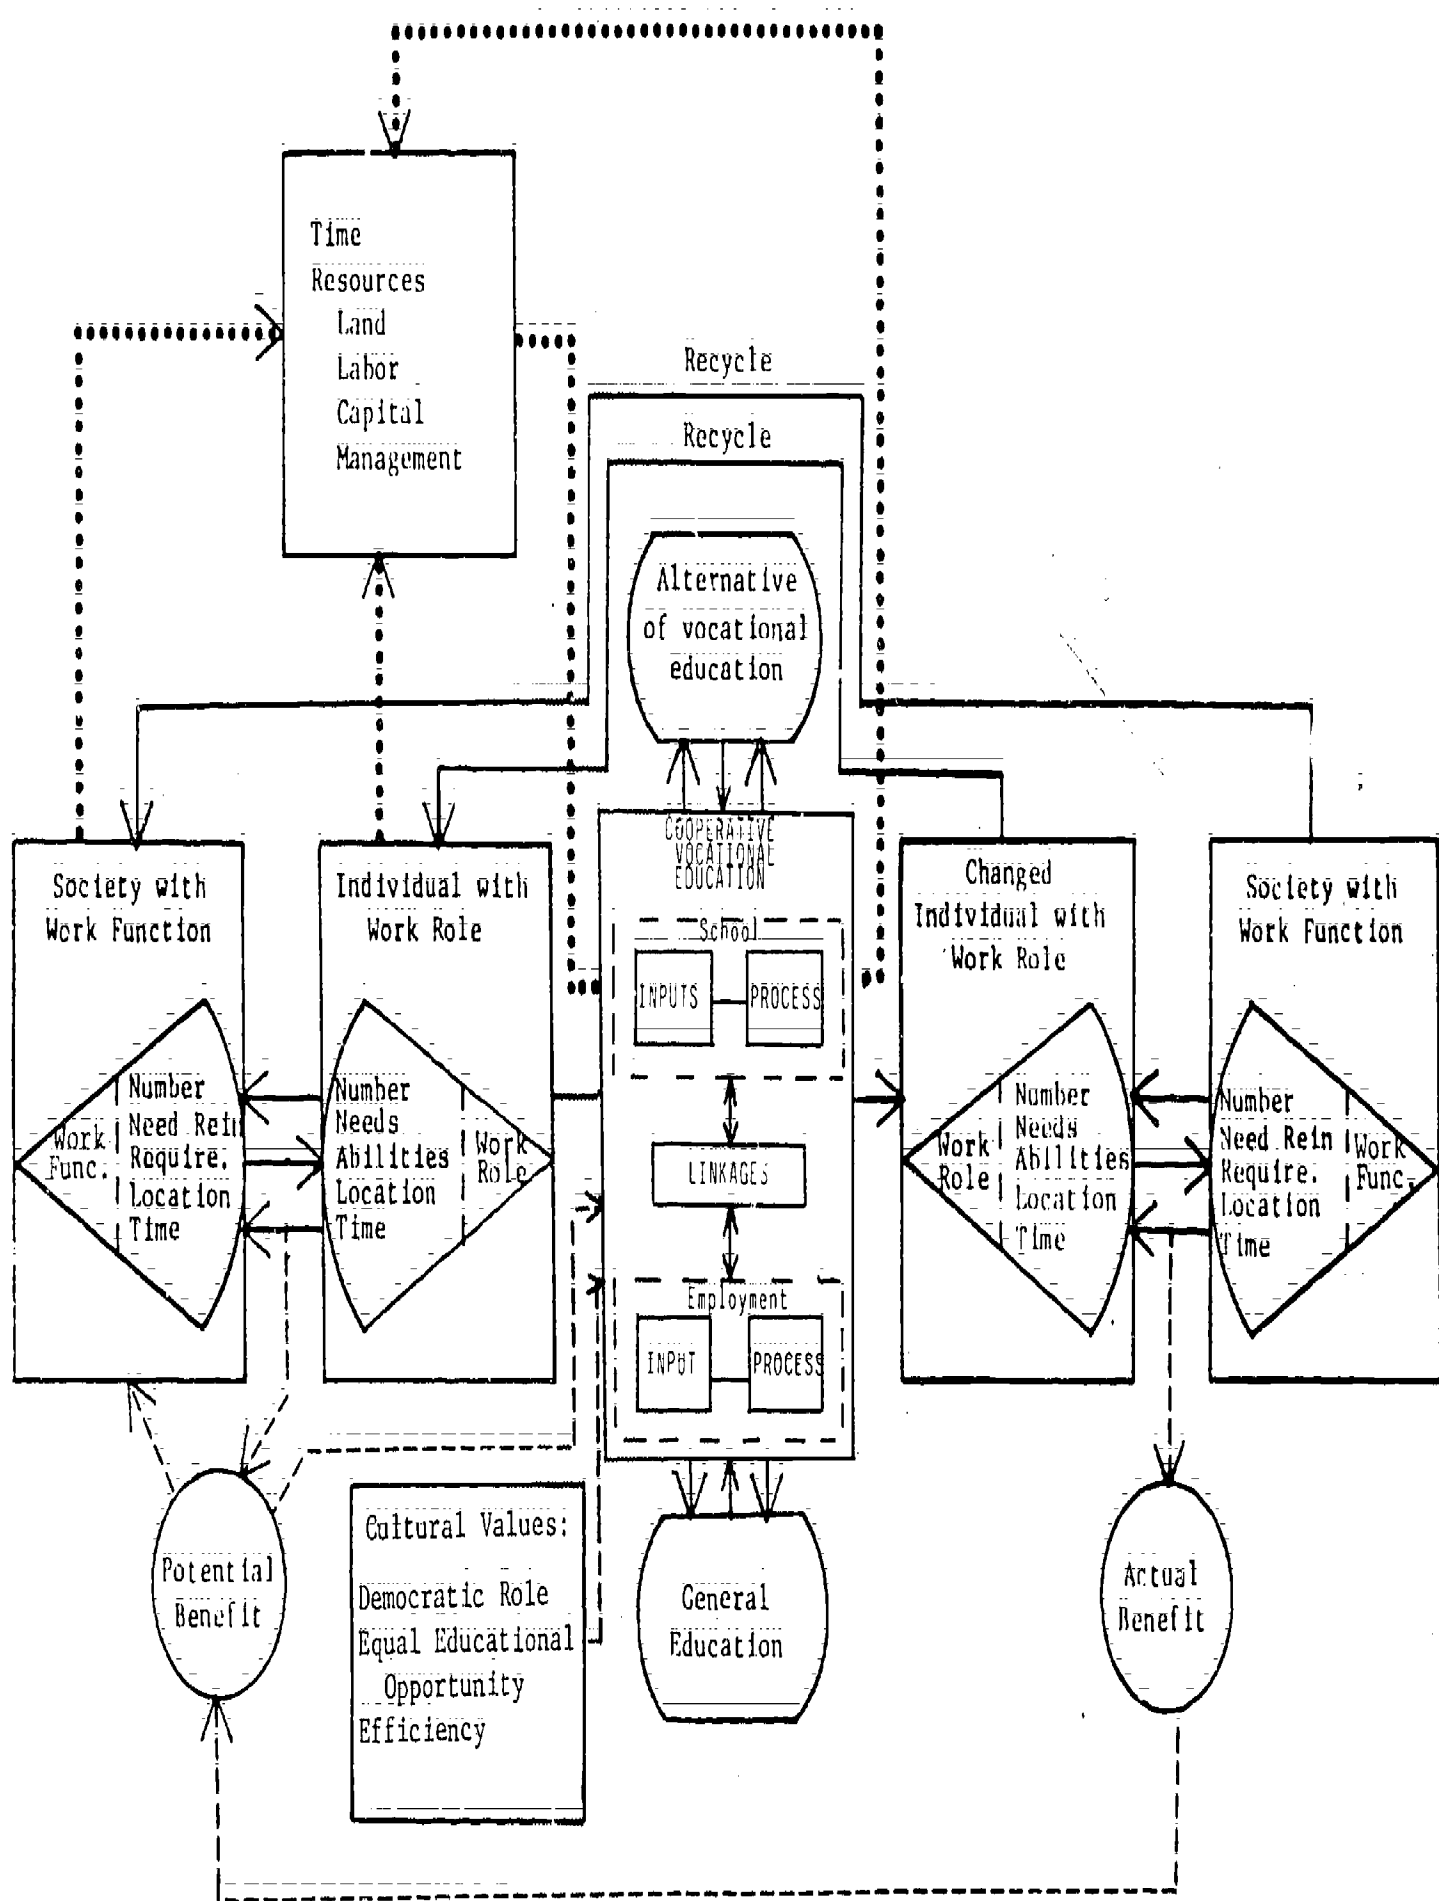 Time
Resources
Land
Labor
Capital
Management
Recycle
Recycle
Alternative
of vocational
education
Society with
Work Function
Number
Need Rein
Require.
Location
Time
Work
Func.
Individual with
Work Role
Number
Needs
Abilities
Location
Time
Work
Role
COOPERATIVE
VOCATIONAL
EDUCATION
School
INPUTS
PROCESS
LINKAGES
Employment
INPUT
PROCESS
Changed
Individual with
Work Role
Work
Role
Number
Needs
Abilities
Location
Time
Society with
Work Function
Number
Need Rein
Require.
Location
Time
Work
Func.
Potential
Benefit
Cultural Values:
Democratic Role
Equal Educational
Opportunity
Efficiency
General
Education
Actual
Benefit